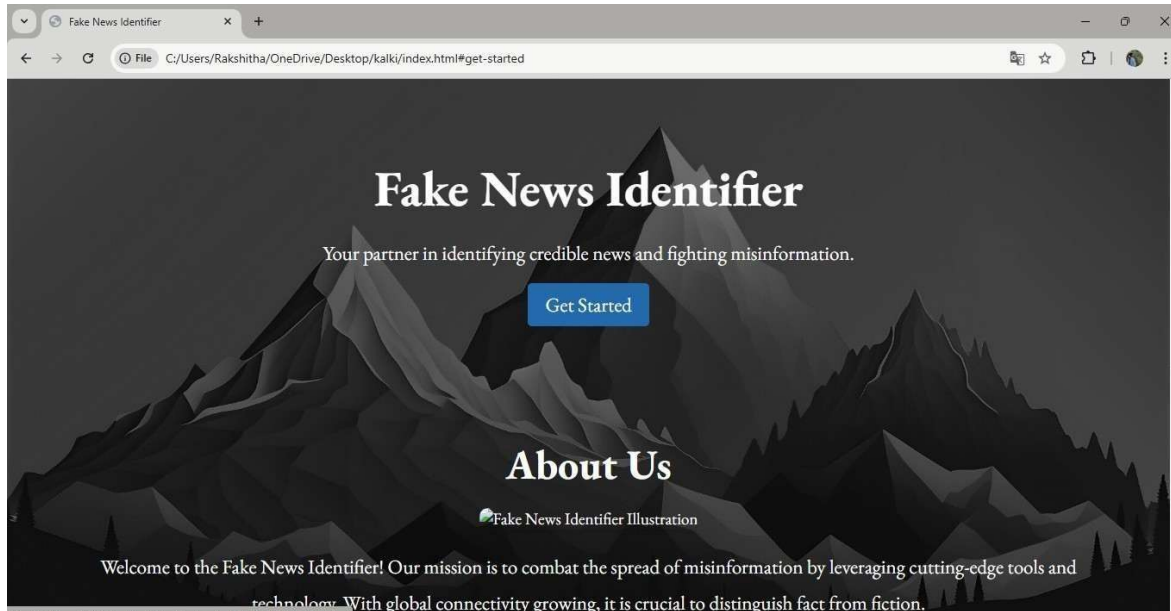 Fake News Identifier
File C:/Users/Rakshitha/OneDrive/Desktop/kalki/index.html#get-started
Fake News Identifier
Your partner in identifying credible news and fighting misinformation.
Get Started
About Us
Fake News Identifier Illustration
Welcome to the Fake News Identifier! Our mission is to combat the spread of misinformation by leveraging cutting-edge tools and
technology. With global connectivity growing, it is crucial to distinguish fact from fiction.